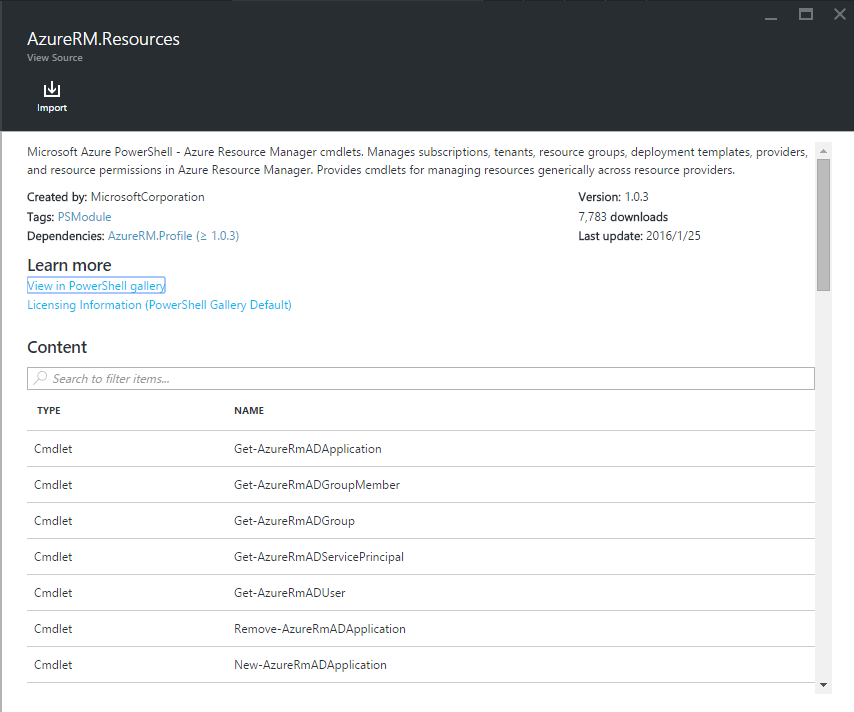 AzureRM.Resources
View Source
Import
Microsoft Azure PowerShell - Azure Resource Manager cmdlets. Manages subscriptions, tenants, resource groups, deployment templates, providers,
and resource permissions in Azure Resource Manager. Provides cmdlets for managing resources generically across resource providers.
Created by: MicrosoftCorporation
Version: 1.0.3
Tags: PSModule
7,783 downloads
Dependencies: AzureRM.Profile (≥ 1.0.3)
Last update: 2016/1/25
Learn more
View in PowerShell gallery
Licensing Information (PowerShell Gallery Default)
Content
Search to filter items...
TYPE NAME
Cmdlet Get-AzureRmADApplication
Cmdlet Get-AzureRmADGroupMember
Cmdlet Get-AzureRmADGroup
Cmdlet Get-AzureRmADServicePrincipal
Cmdlet Get-AzureRmADUser
Cmdlet Remove-AzureRmADApplication
Cmdlet New-AzureRmADApplication